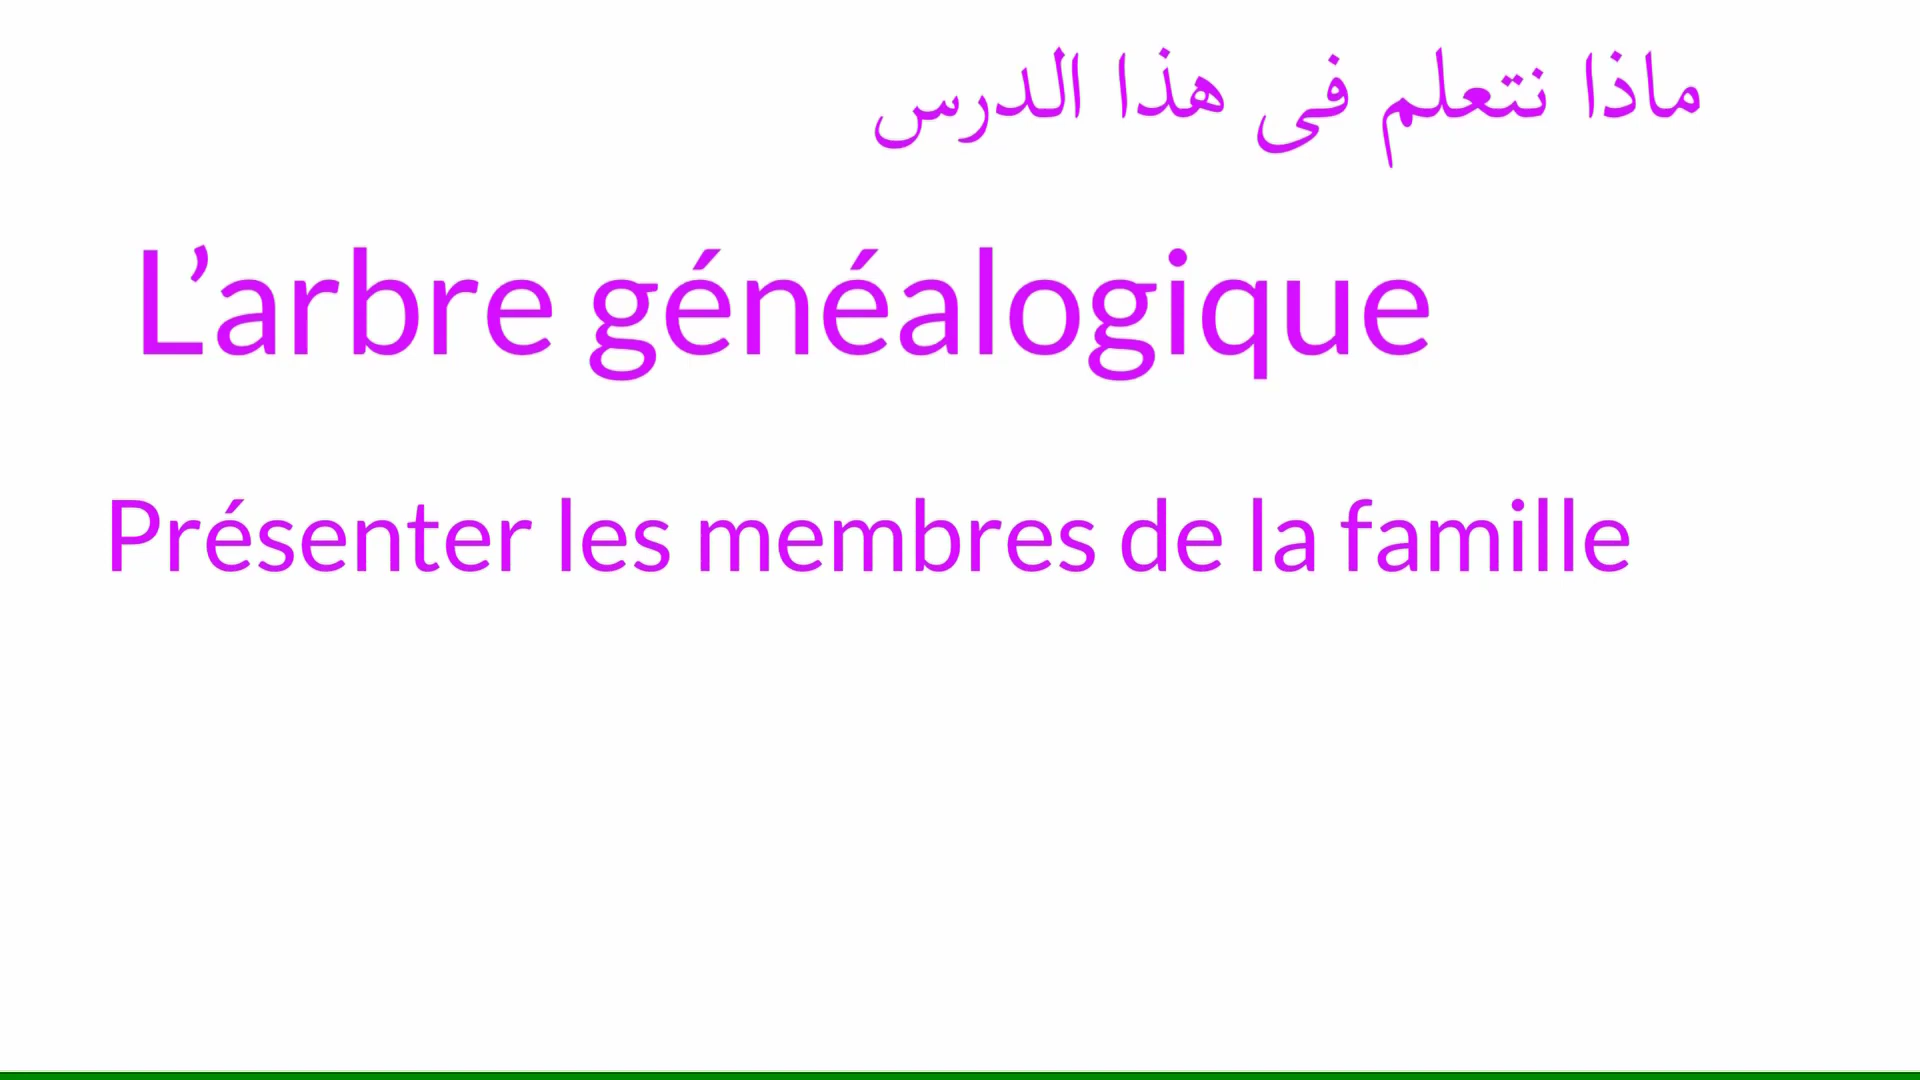 ماذا نتعلم فى هذا الدرس
L’arbre généalogique
Présenter les membres de la famille